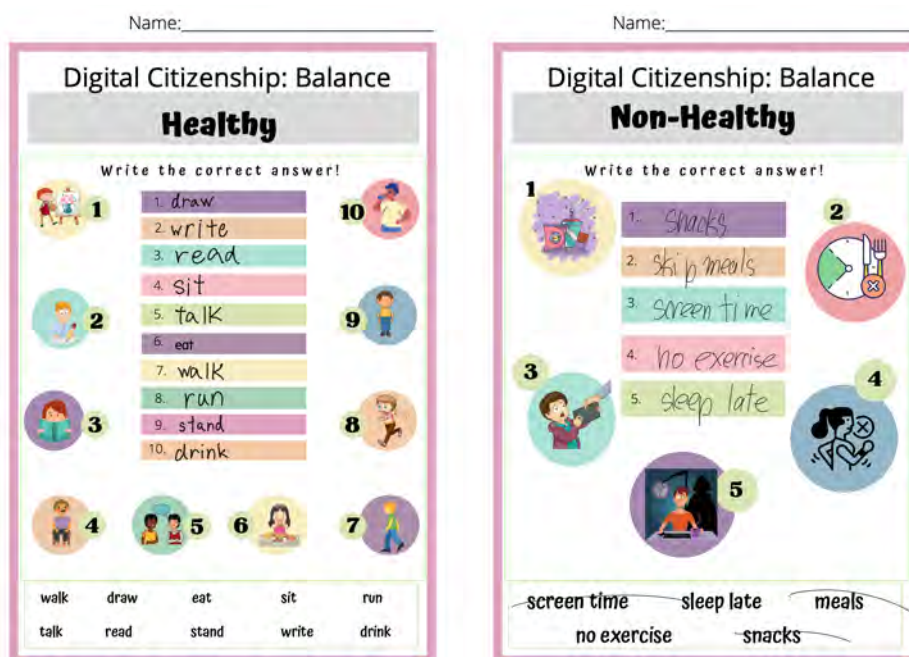 Name:
Digital Citizenship: Balance
Healthy
Write the correct answer!
1
10
1. draw
2. write
3. read
4. sit
5. talk
6. eat
7. walk
8. run
9. stand
10. drink
2
9
3
8
4
5
6
7
walk draw eat sit run
talk read stand write drink
Name:
Digital Citizenship: Balance
Non-Healthy
Write the correct answer!
1
2
1.. snacks
2. skip meals
3. screen time
4. no exercise
5. sleep late
3
4
5
screen time sleep late meals
no exercise snacks